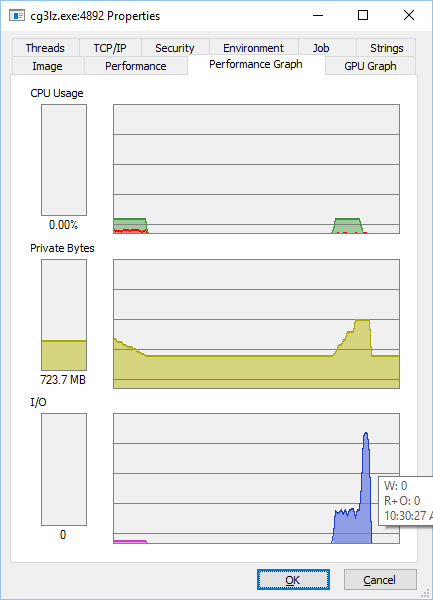 cg3lz.exe:4892 Properties
Threads TCP/IP Security Environment Job Strings
Image Performance Performance Graph GPU Graph
CPU Usage
0.00%
Private Bytes
723.7 MB
I/O
0
W: 0
R+O: 0
10:30:27 A
OK Cancel